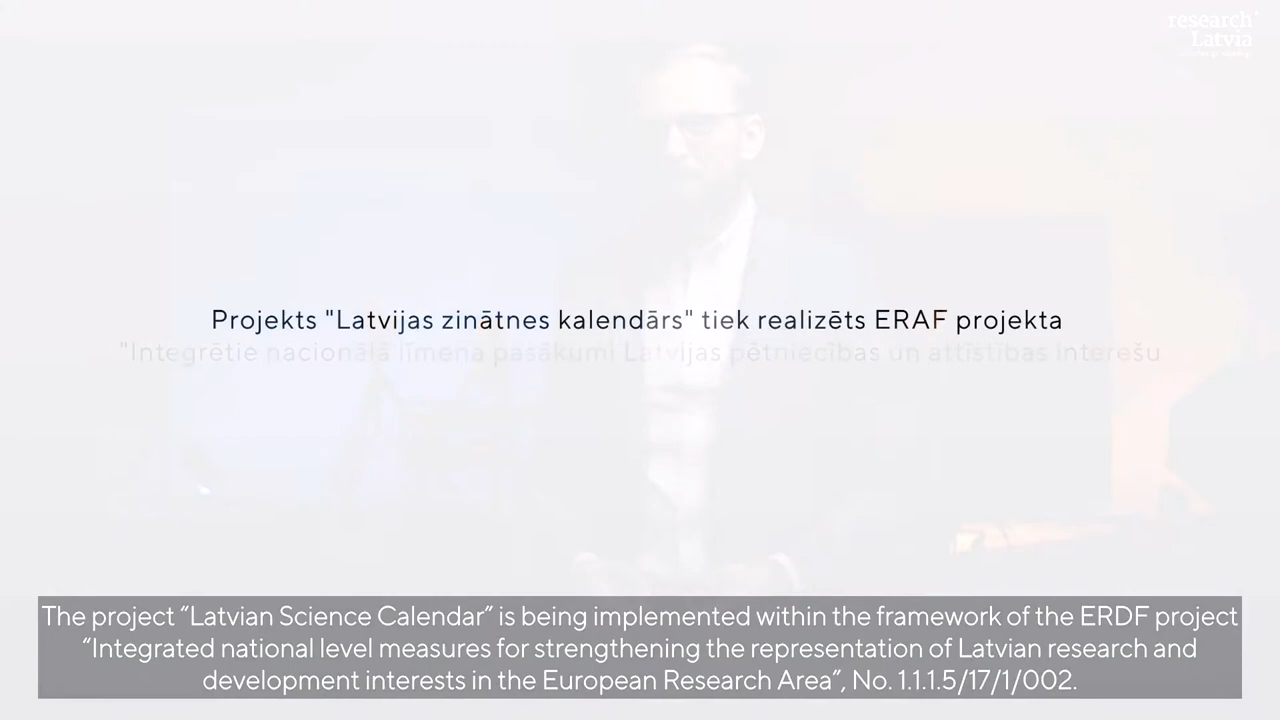 research
Latvia
Projekts "Latvijas zinātnes kalendārs" tiek realizēts ERAF projekta
"Integrētie nacionālā līmeņa pasākumi Latvijas pētniecības un attīstības interešu
The project “Latvian Science Calendar” is being implemented within the framework of the ERDF project
“Integrated national level measures for strengthening the representation of Latvian research and
development interests in the European Research Area”, No. 1.1.1.5/17/1/002.